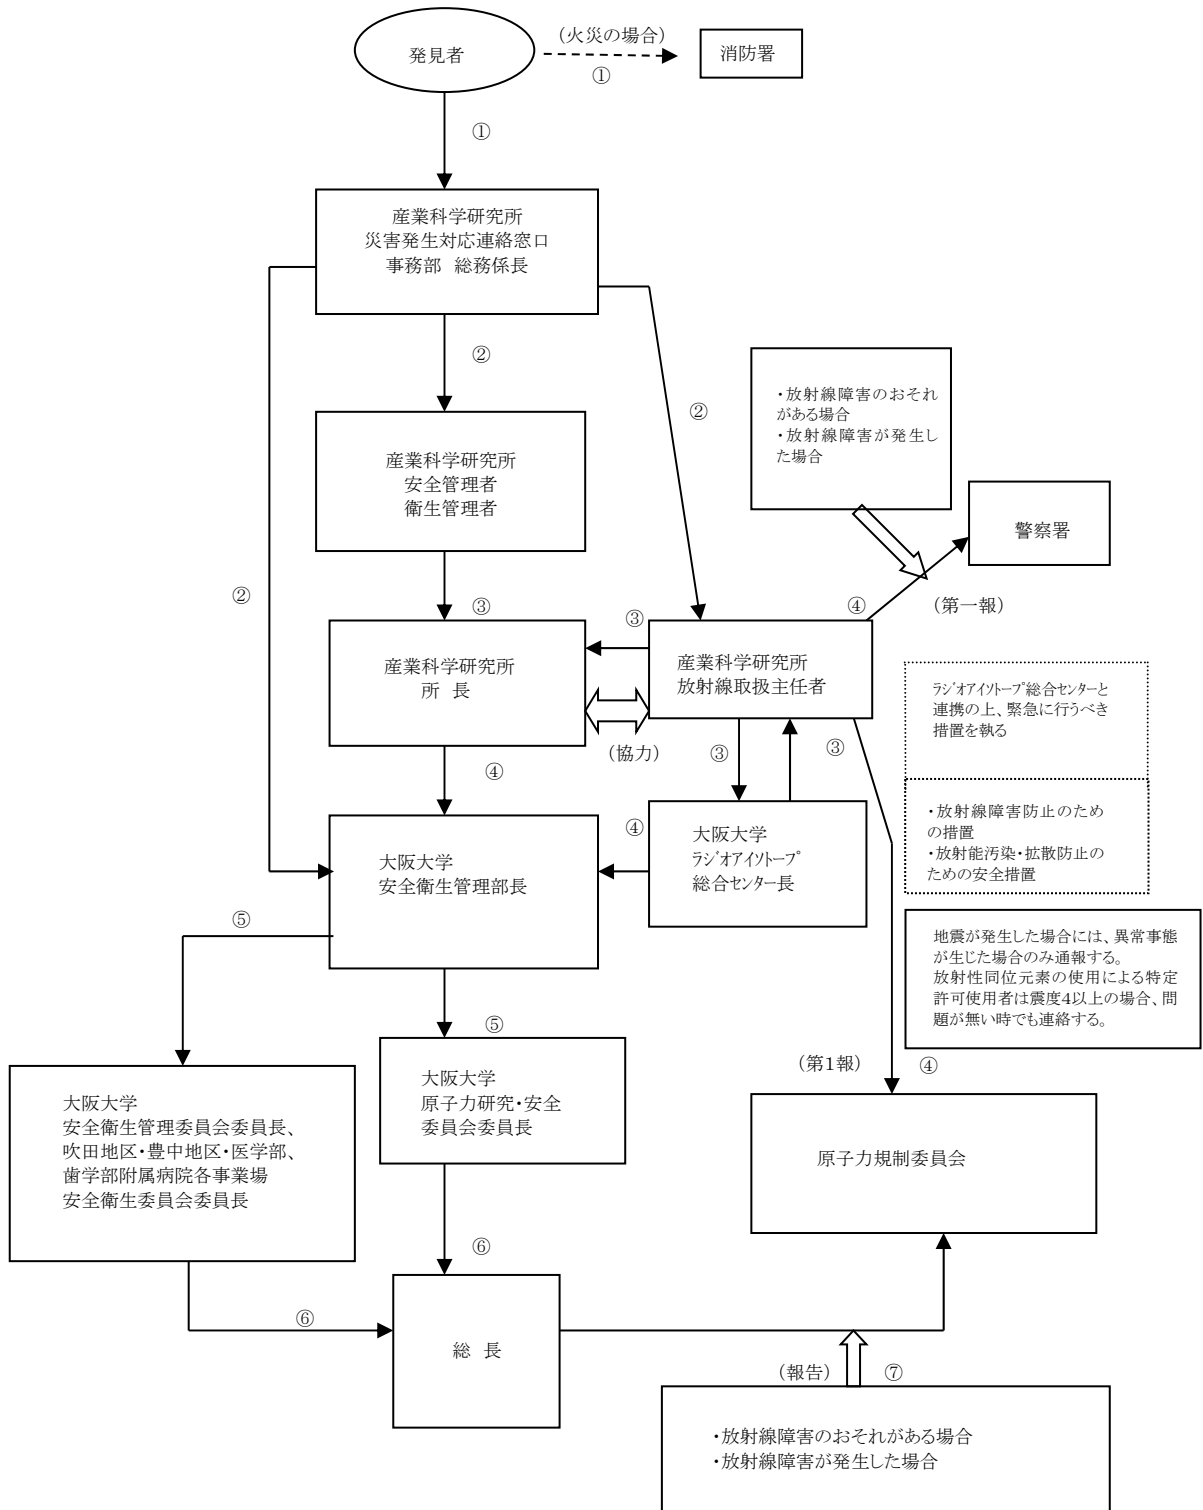 発見者
(火災の場合)
①
消防署
①
産業科学研究所
災害発生対応連絡窓口
事務部 総務係長
②
②
②
・放射線障害のおそれ
がある場合
・放射線障害が発生し
た場合
産業科学研究所
安全管理者
衛生管理者
警察署
(第一報)
④
③
③
産業科学研究所
所 長
産業科学研究所
放射線取扱主任者
(協力)
③
③
ラジオアイソトープ総合センターと
連携の上、緊急に行うべき
措置を執る
④
④
・放射線障害防止のため
の措置
・放射能汚染・拡散防止の
ための安全措置
大阪大学
安全衛生管理部長
大阪大学
ラジオアイソトープ
総合センター長
⑤
地震が発生した場合には、異常事態
が生じた場合のみ通報する。
放射性同位元素の使用による特定
許可使用者は震度4以上の場合、問
題が無い時でも連絡する。
⑤
(第1報)
④
大阪大学
安全衛生管理委員会委員長、
吹田地区・豊中地区・医学部、
歯学部附属病院各事業場
安全衛生委員会委員長
大阪大学
原子力研究・安全
委員会委員長
原子力規制委員会
⑥
⑥
総 長
(報告)
⑦
・放射線障害のおそれがある場合
・放射線障害が発生した場合